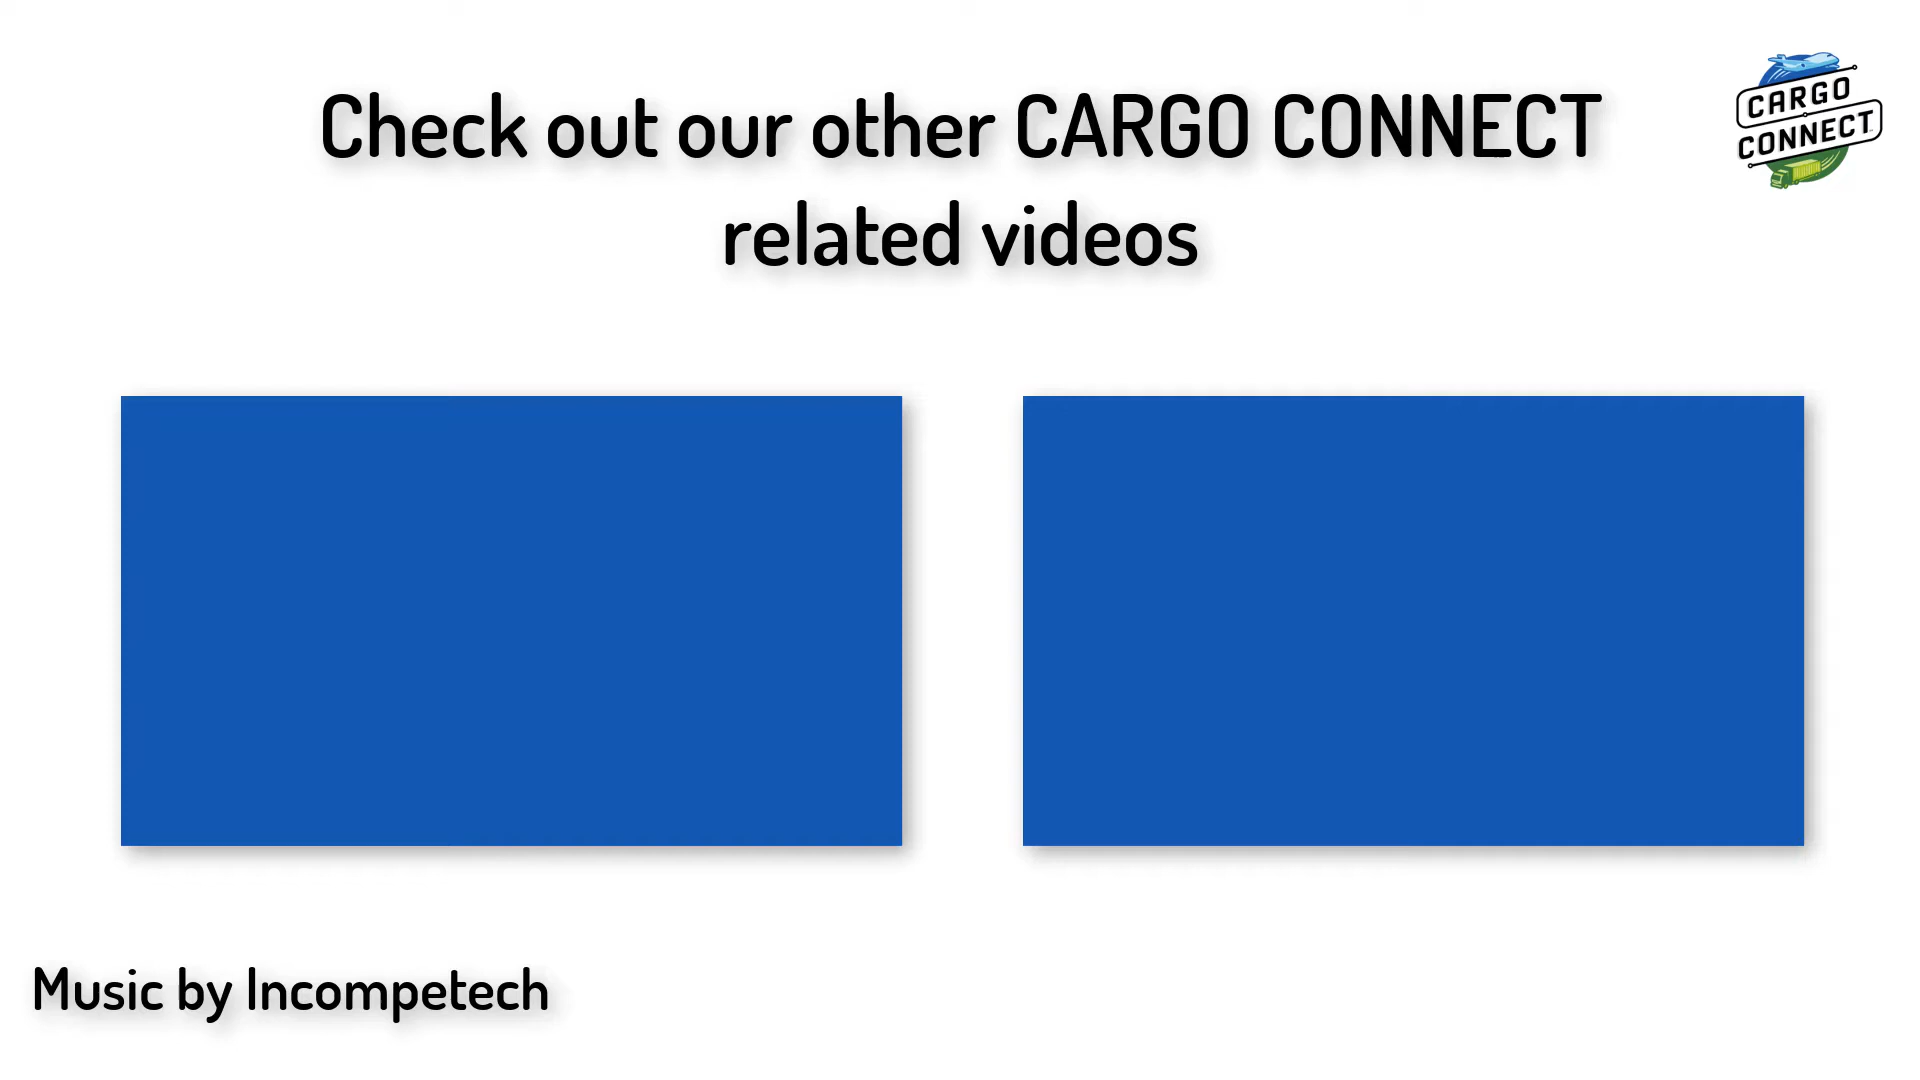 Check out our other CARGO CONNECT
related videos
CARGO
CONNECT
Music by Incompetech